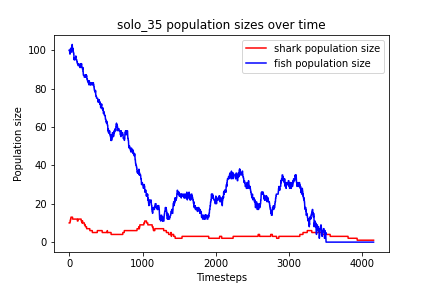 solo_35 population sizes over time
shark population size
fish population size
100
80
60
40
20
0
Population size
0
1000
2000
3000
4000
Timesteps